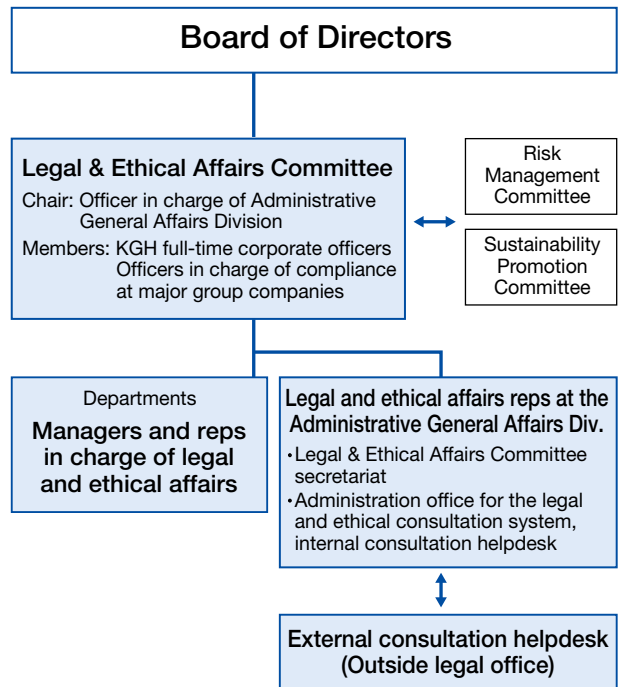 Board of Directors
Legal & Ethical Affairs Committee
Chair: Officer in charge of Administrative
General Affairs Division
Members: KGH full-time corporate officers
Officers in charge of compliance
at major group companies
Risk
Management
Committee
Sustainability
Promotion
Committee
Departments
Managers and reps
in charge of legal
and ethical affairs
Legal and ethical affairs reps at the
Administrative General Affairs Div.
・Legal & Ethical Affairs Committee
secretariat
・Administration office for the legal
and ethical consultation system,
internal consultation helpdesk
External consultation helpdesk
(Outside legal office)